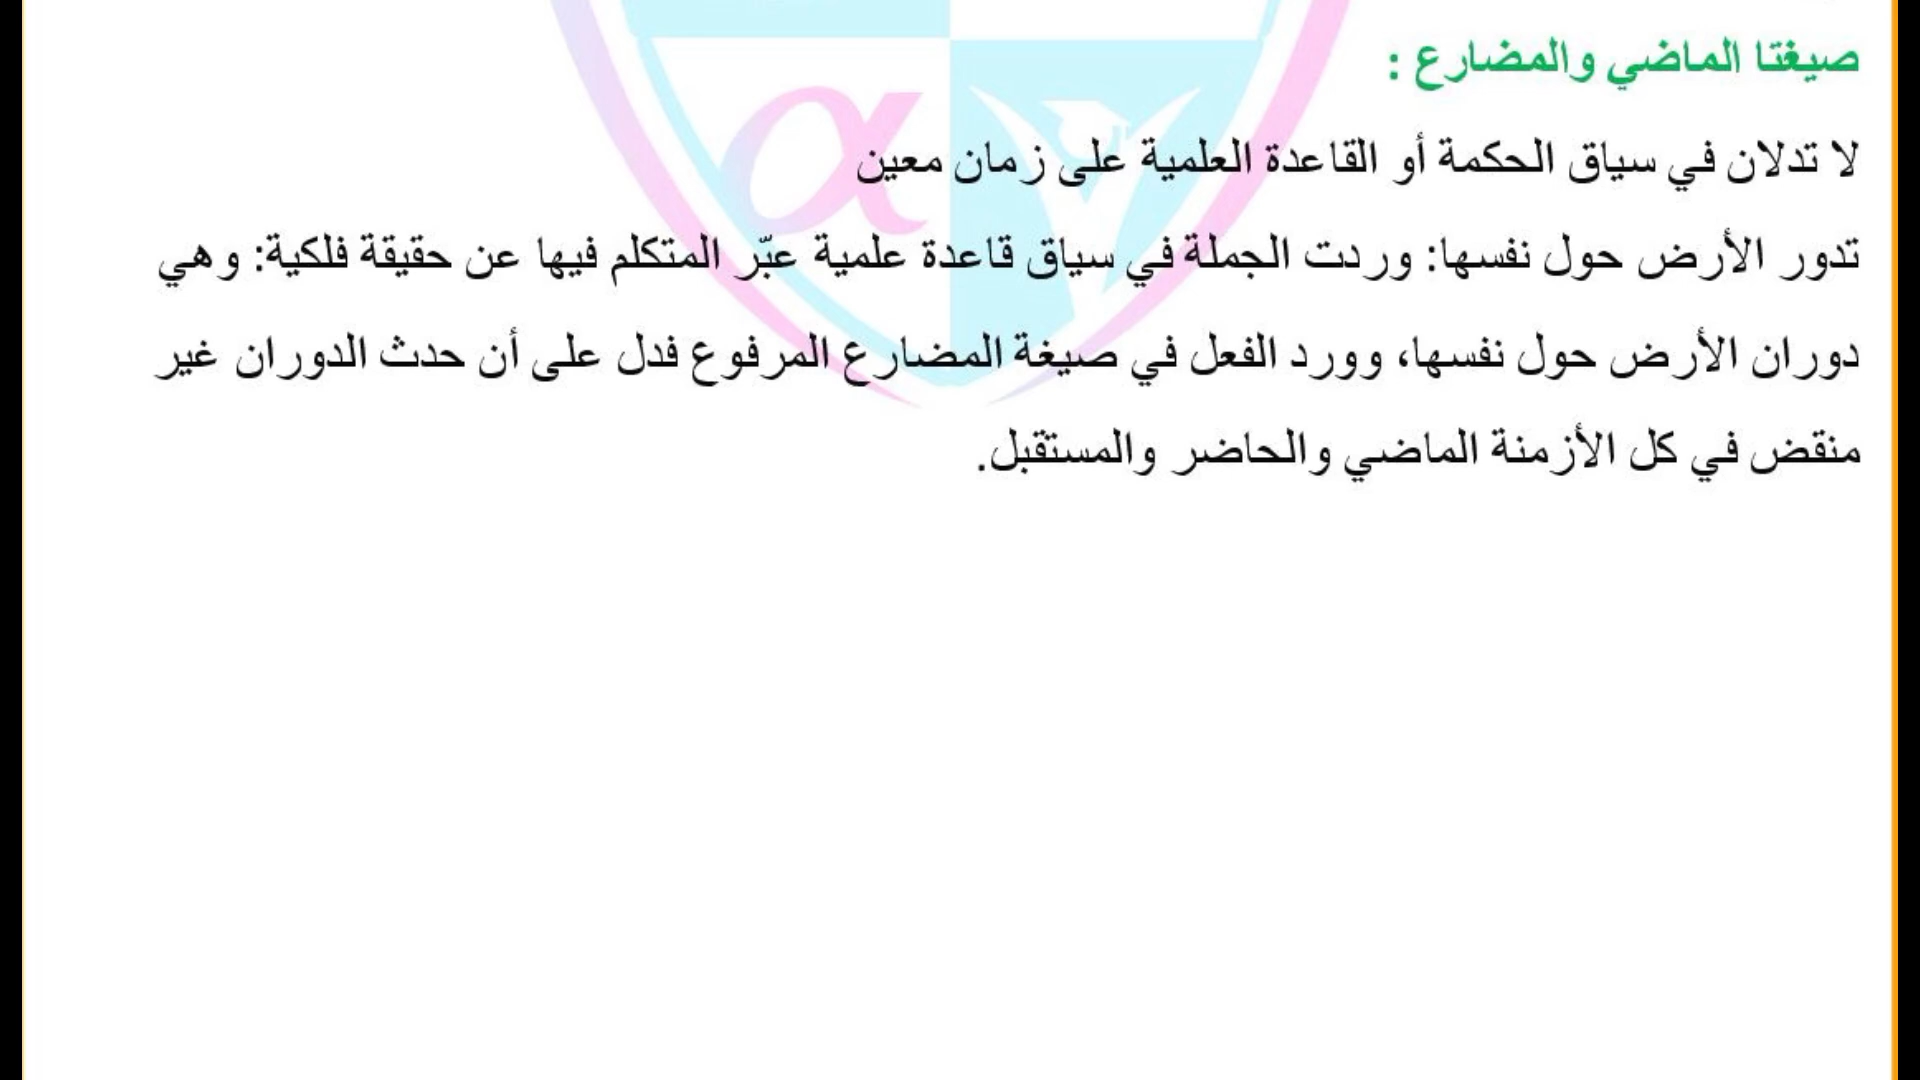 صيغتا الماضي والمضارع :
لا تدلان في سياق الحكمة أو القاعدة العلمية على زمان معين
تدور الأرض حول نفسها: وردت الجملة في سياق قاعدة علمية عبّر المتكلم فيها عن حقيقة فلكية: وهي
دوران الأرض حول نفسها، وورد الفعل في صيغة المضارع المرفوع فدل على أن حدث الدوران غير
منقض في كل الأزمنة الماضي والحاضر والمستقبل.